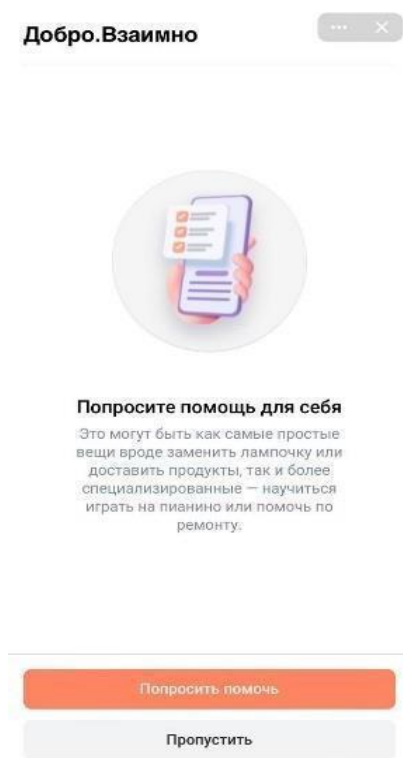 Добро.Взаимно
Попросите помощь для себя
Это могут быть как самые простые
вещи вроде заменить лампочку или
доставить продукты, так и более
специализированные — научиться
играть на пианино или помочь по
ремонту.
Попросить помочь
Пропустить